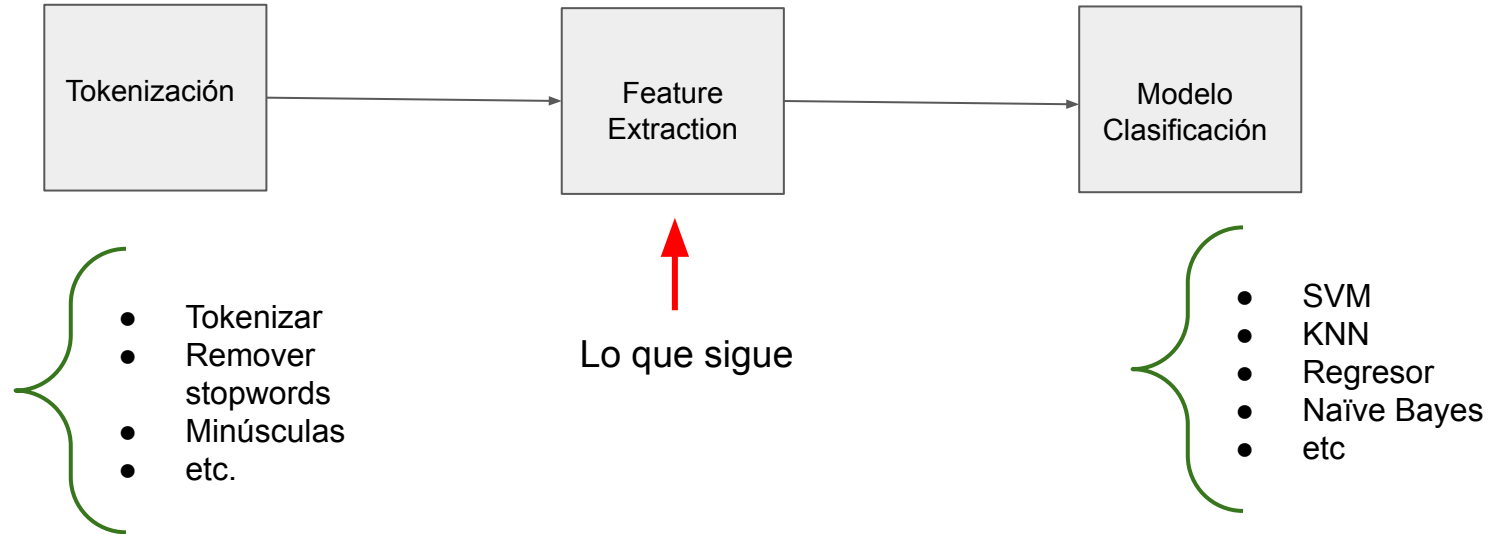 Tokenización
Feature
Extraction
Modelo
Clasificación
● Tokenizar
● Remover
stopwords
● Minúsculas
● etc.
Lo que sigue
● SVM
● KNN
● Regresor
● Naïve Bayes
● etc